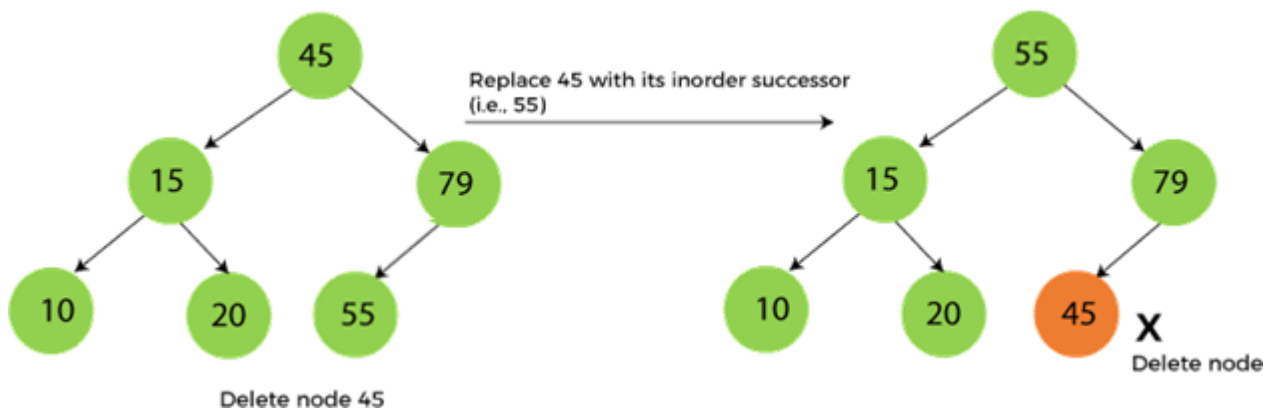 45
55
Replace 45 with its inorder successor
(i.e., 55)
15
79
15
79
10
20
55
10
20
45
X
Delete node
Delete node 45